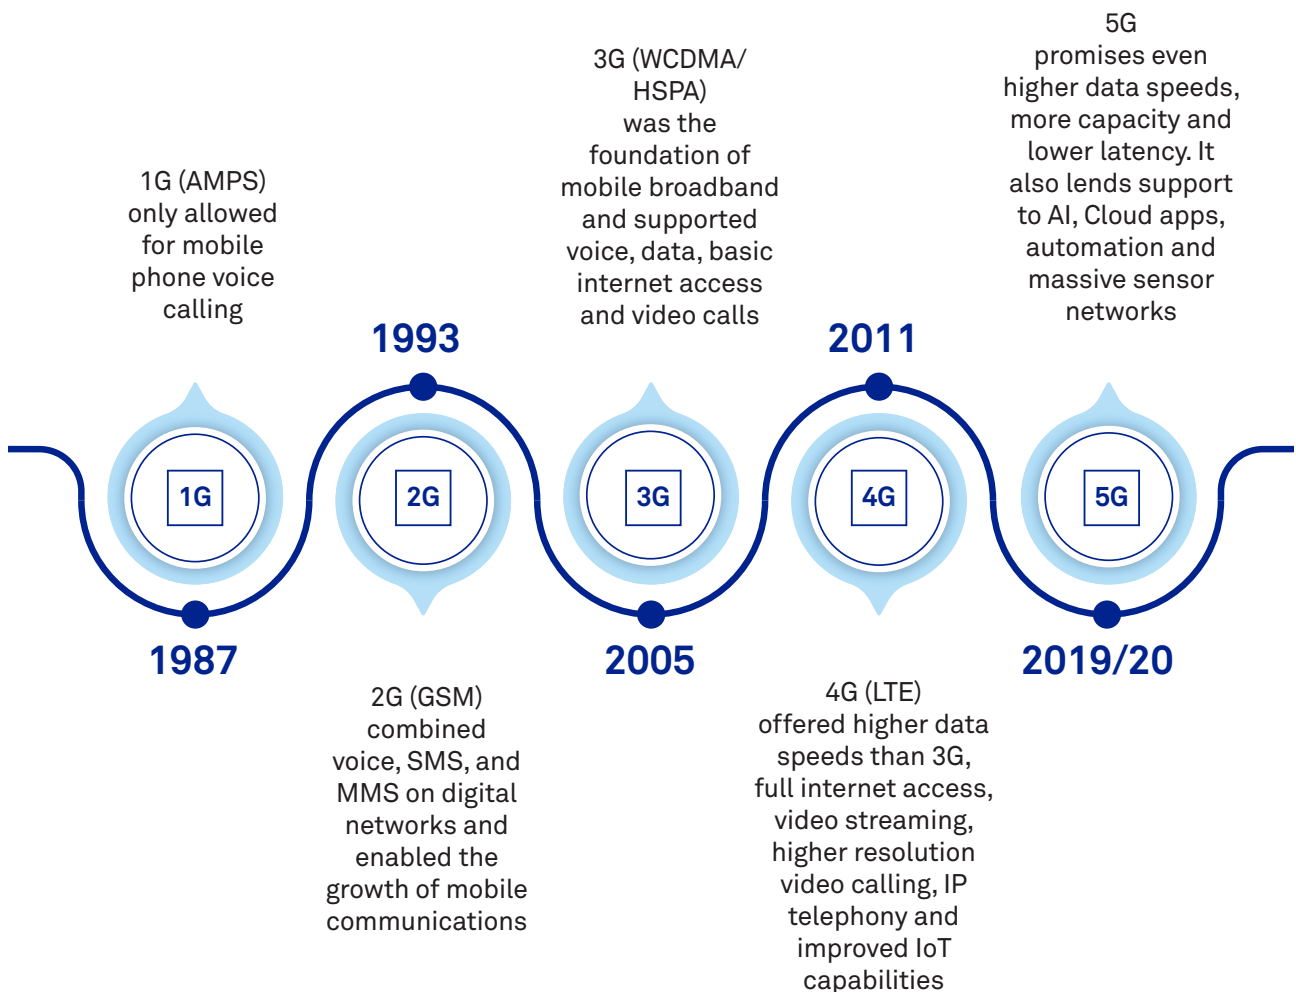 1G (AMPS)
only allowed
for mobile
phone voice
calling
1G
1987
1993
2G
2G (GSM)
combined
voice, SMS, and
MMS on digital
networks and
enabled the
growth of mobile
communications
3G (WCDMA/
HSPA)
was the
foundation of
mobile broadband
and supported
voice, data, basic
internet access
and video calls
3G
2005
2011
4G
4G (LTE)
offered higher data
speeds than 3G,
full internet access,
video streaming,
higher resolution
video calling, IP
telephony and
improved IoT
capabilities
5G
promises even
higher data speeds,
more capacity and
lower latency. It
also lends support
to AI, Cloud apps,
automation and
massive sensor
networks
5G
2019/20